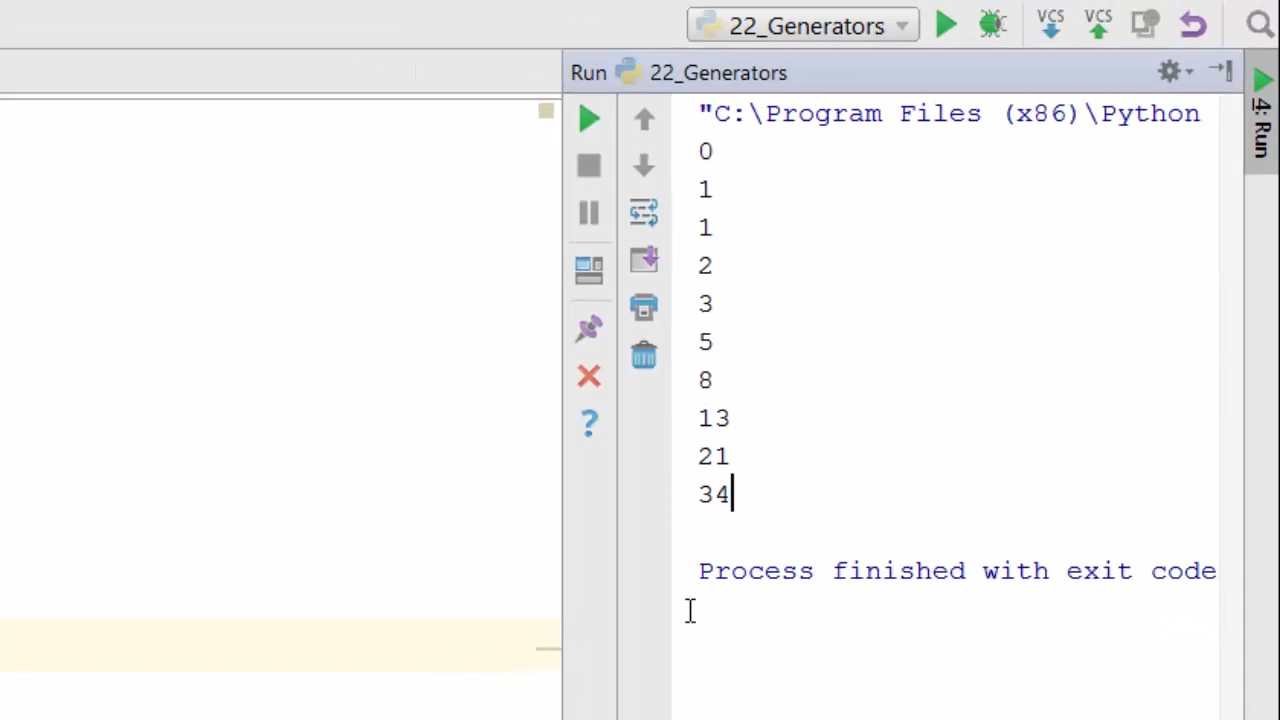 22_Generators
VCS VCS
Run 22_Generators
4: Run
"C:\Program Files (x86)\Python
0
1
1
2
3
5
8
13
21
34
Process finished with exit code